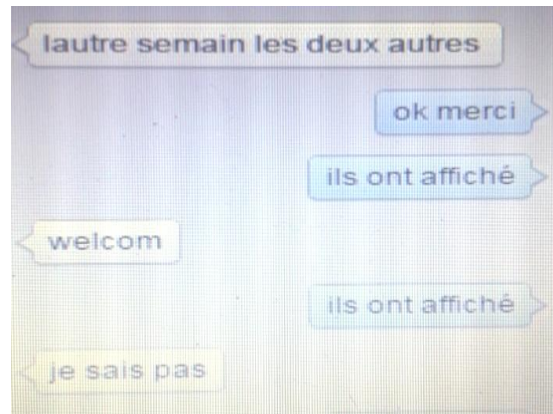 lautre semain les deux autres
ok merci
ils ont affiché
welcom
ils ont affiché
je sais pas